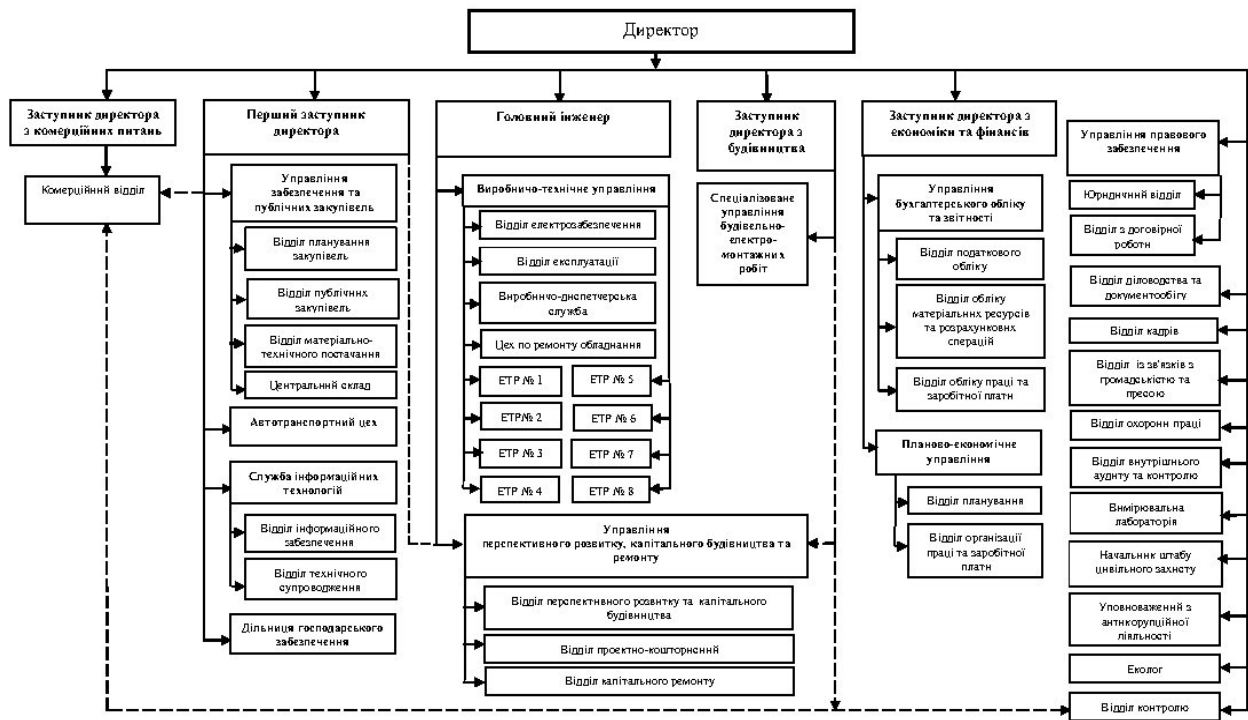 Директор
Заступник директора
з комерційних питань
Комерційний відділ
Перший заступник
директора
Управління
забезпечення та
публічних закупівель
Відділ планування
закупівель
Відділ публічних
закупівель
Відділ матеріально-
технічного постачання
Центральний склад
Автотранспортний цех
Служба інформаційних
технологій
Відділ інформаційного
забезпечення
Відділ технічного
супроводження
Дільниця господарського
забезпечення
Головний інженер
Виробничо-технічне управління
Відділ електрозабезпечення
Відділ експлуатації
Виробничо-диспетчерська
служба
Цех по ремонту обладнання
ЕТР № 1
ЕТР № 5
ЕТР № 2
ЕТР № 6
ЕТР № 3
ЕТР № 7
ЕТР № 4
ЕТР № 8
Управління
перспективного розвитку, капітального будівництва та
ремонту
Відділ перспективного розвитку та капітального
будівництва
Відділ проектно-кошторисний
Відділ капітального ремонту
Заступник
директора з
будівництва
Спеціалізоване
управління
будівельно-
електро-
монтажних
робіт
Заступник директора з
економіки та фінансів
Управління
бухгалтерського обліку
та звітності
Відділ податкового
обліку
Відділ обліку
матеріальних ресурсів
та розрахункових
операцій
Відділ обліку праці та
заробітної плати
Планово-економічне
управління
Відділ планування
Відділ організації
праці та заробітної
плати
Управління правового
забезпечення
Юридичний відділ
Відділ з договірної
роботи
Відділ діловодства та
документообігу
Відділ кадрів
Відділ із зв'язків з
громадськістю та
пресою
Відділ охорони праці
Відділ внутрішнього
аудиту та контролю
Вимірювальна
лабораторія
Начальник штабу
цивільного захисту
Уповноважений з
антикорупційної
діяльності
Еколог
Відділ контролю